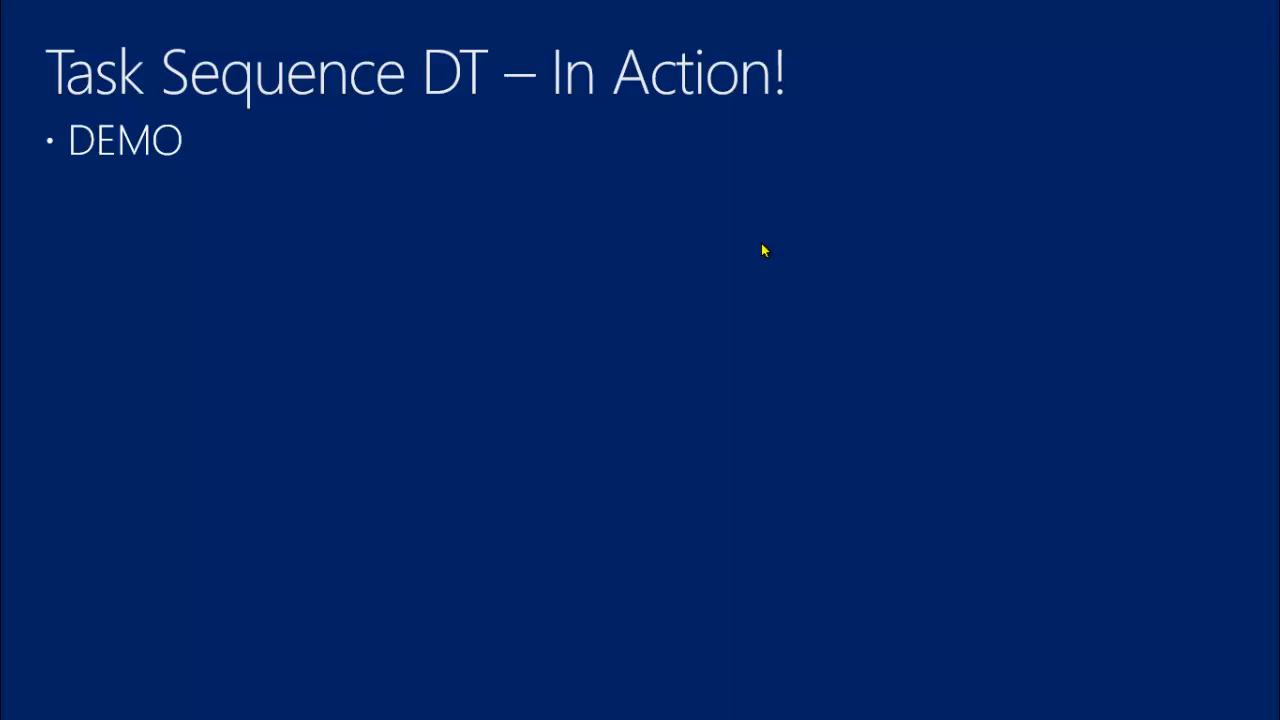 Task Sequence DT – In Action!
• DEMO